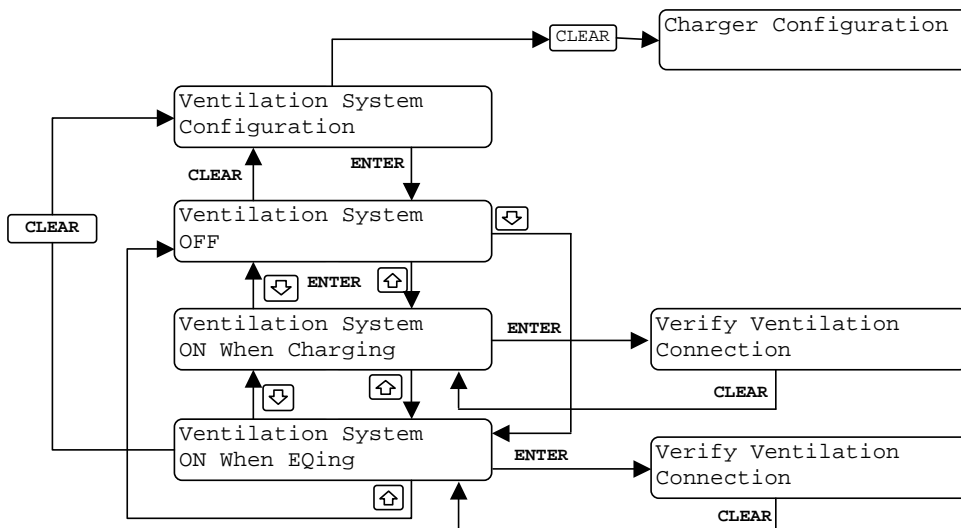 CLEAR
Charger Configuration
Ventilation System
Configuration
CLEAR
ENTER
CLEAR
Ventilation System
OFF
ENTER
Ventilation System
ON When Charging
ENTER
Verify Ventilation
Connection
CLEAR
Ventilation System
ON When EQing
ENTER
Verify Ventilation
Connection
CLEAR